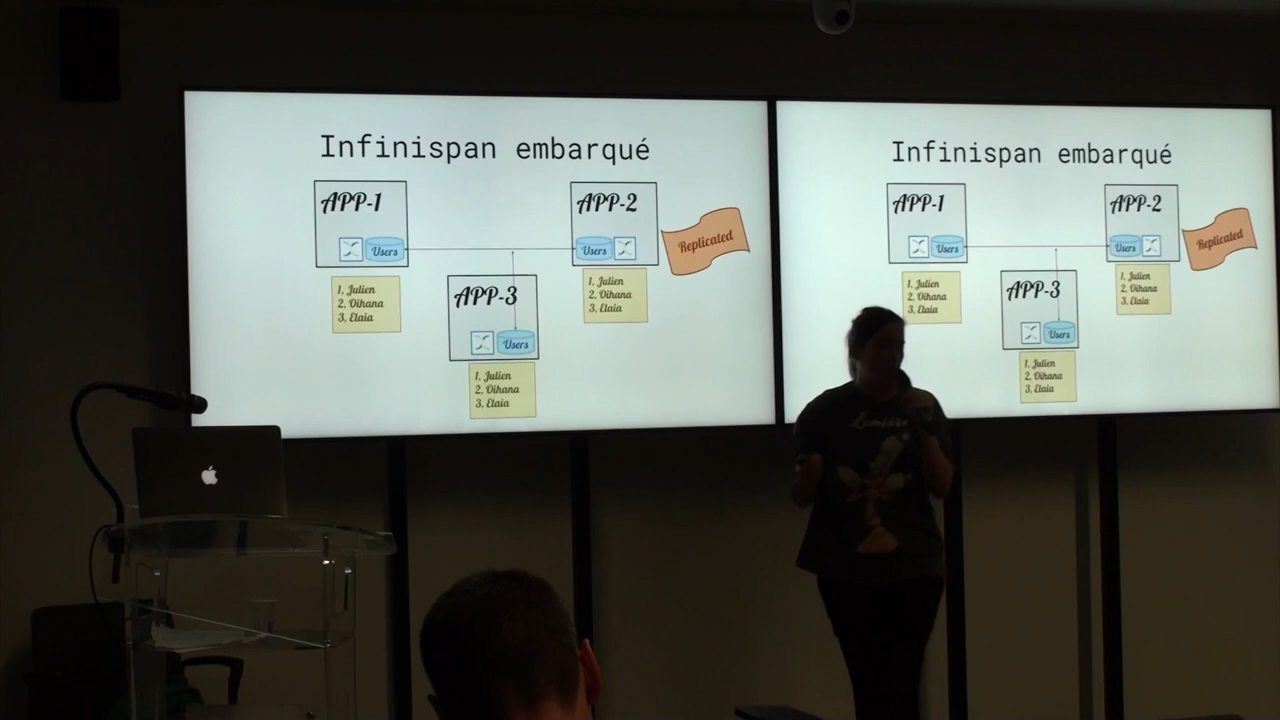 Infinispan embarqué
APP-1
Users
APP-2
Users
Replicated
1, Julien
2, Oihana
3, Elaia
1, Julien
2, Oihana
3, Elaia
APP-3
Users
1, Julien
2, Oihana
3, Elaia
Infinispan embarqué
APP-1
Users
APP-2
Users
Replicated
1, Julien
2, Oihana
3, Elaia
1, Julien
2, Oihana
3, Elaia
APP-3
Users
1, Julien
2, Oihana
3, Elaia
Lumière